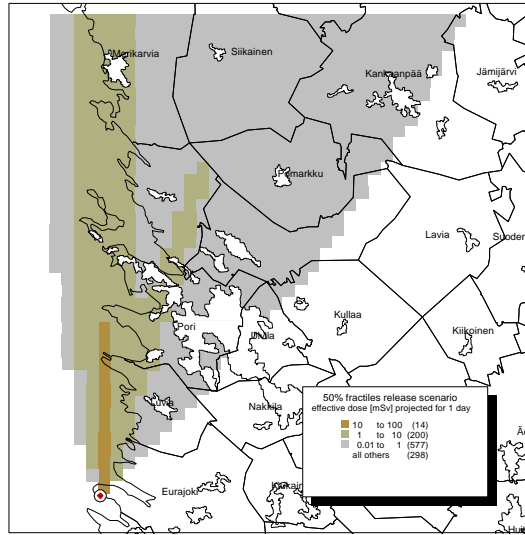 Merikarvia
Siikainen
Kankaanpää
Jämijärvi
Pomarkku
Lavia
Suoden
Pori
Ulvila
Kullaa
Kiikoinen
Luvia
Nakkila
Eurajoki
50% fractiles release scenario
effective dose [mSv] projected for 1 day
10 to 100 (14)
1 to 10 (200)
0.01 to 1 (577)
all others (298)